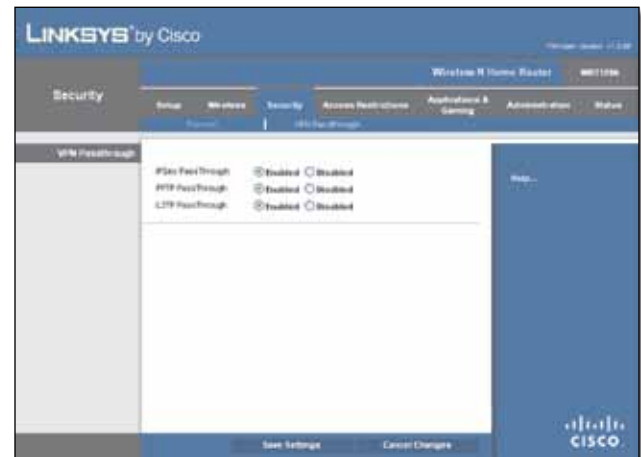 LINKSYS® by Cisco
Wireless-N Home Router
Security
Setup Wireless Security Access Restrictions Applications & Gaming Administration Status
Firewall | VPN Passthrough
VPN Passthrough
IPSec PassThrough Enabled Disabled
PPTP PassThrough Enabled Disabled
L2TP PassThrough Enabled Disabled
Help...
Save Settings Cancel Changes
CISCO